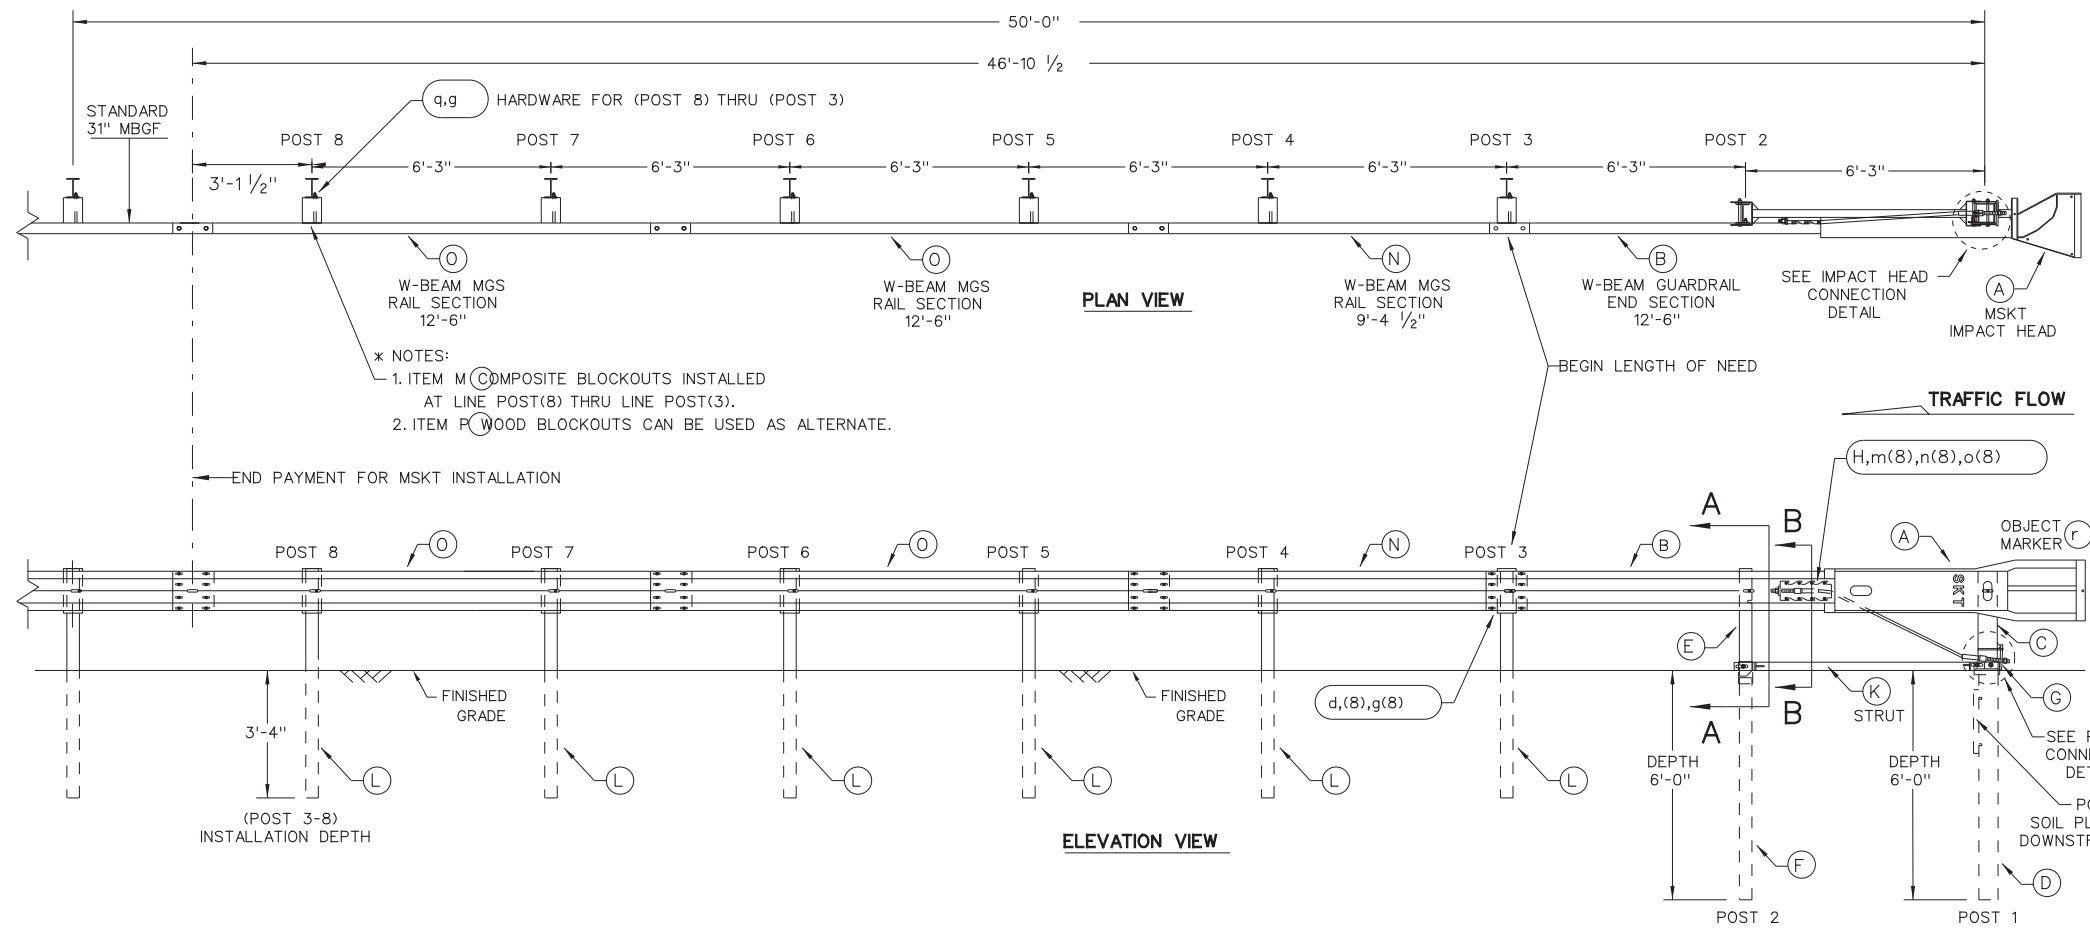 50'-0"
46'-10 1/2
STANDARD
31" MBGF
q,g HARDWARE FOR (POST 8) THRU (POST 3)
POST 8
POST 7
POST 6
POST 5
POST 4
POST 3
POST 2
3'-1 1/2"
6'-3"
6'-3"
6'-3"
6'-3"
6'-3"
6'-3"
6'-3"
O
W-BEAM MGS
RAIL SECTION
12'-6"
O
W-BEAM MGS
RAIL SECTION
12'-6"
PLAN VIEW
N
W-BEAM MGS
RAIL SECTION
9'-4 1/2"
B
W-BEAM GUARDRAIL
END SECTION
12'-6"
SEE IMPACT HEAD
CONNECTION
DETAIL
A
MSKT
IMPACT HEAD
* NOTES:
1. ITEM M COMPOSITE BLOCKOUTS INSTALLED
AT LINE POST(8) THRU LINE POST(3).
2. ITEM P WOOD BLOCKOUTS CAN BE USED AS ALTERNATE.
BEGIN LENGTH OF NEED
TRAFFIC FLOW
END PAYMENT FOR MSKT INSTALLATION
H,m(8),n(8),o(8)
A
B
A
OBJECT
MARKER r
POST 8
O
POST 7
POST 6
O
POST 5
POST 4
N
POST 3
B
SKT
E
C
FINISHED
GRADE
FINISHED
GRADE
d,(8),g(8)
A
B
K
STRUT
G
3'-4"
L
L
L
L
L
L
DEPTH
6'-0"
DEPTH
6'-0"
SEE
CONN
DET
SOIL PL
DOWNST
(POST 3-8)
INSTALLATION DEPTH
ELEVATION VIEW
F
D
POST 2
POST 1